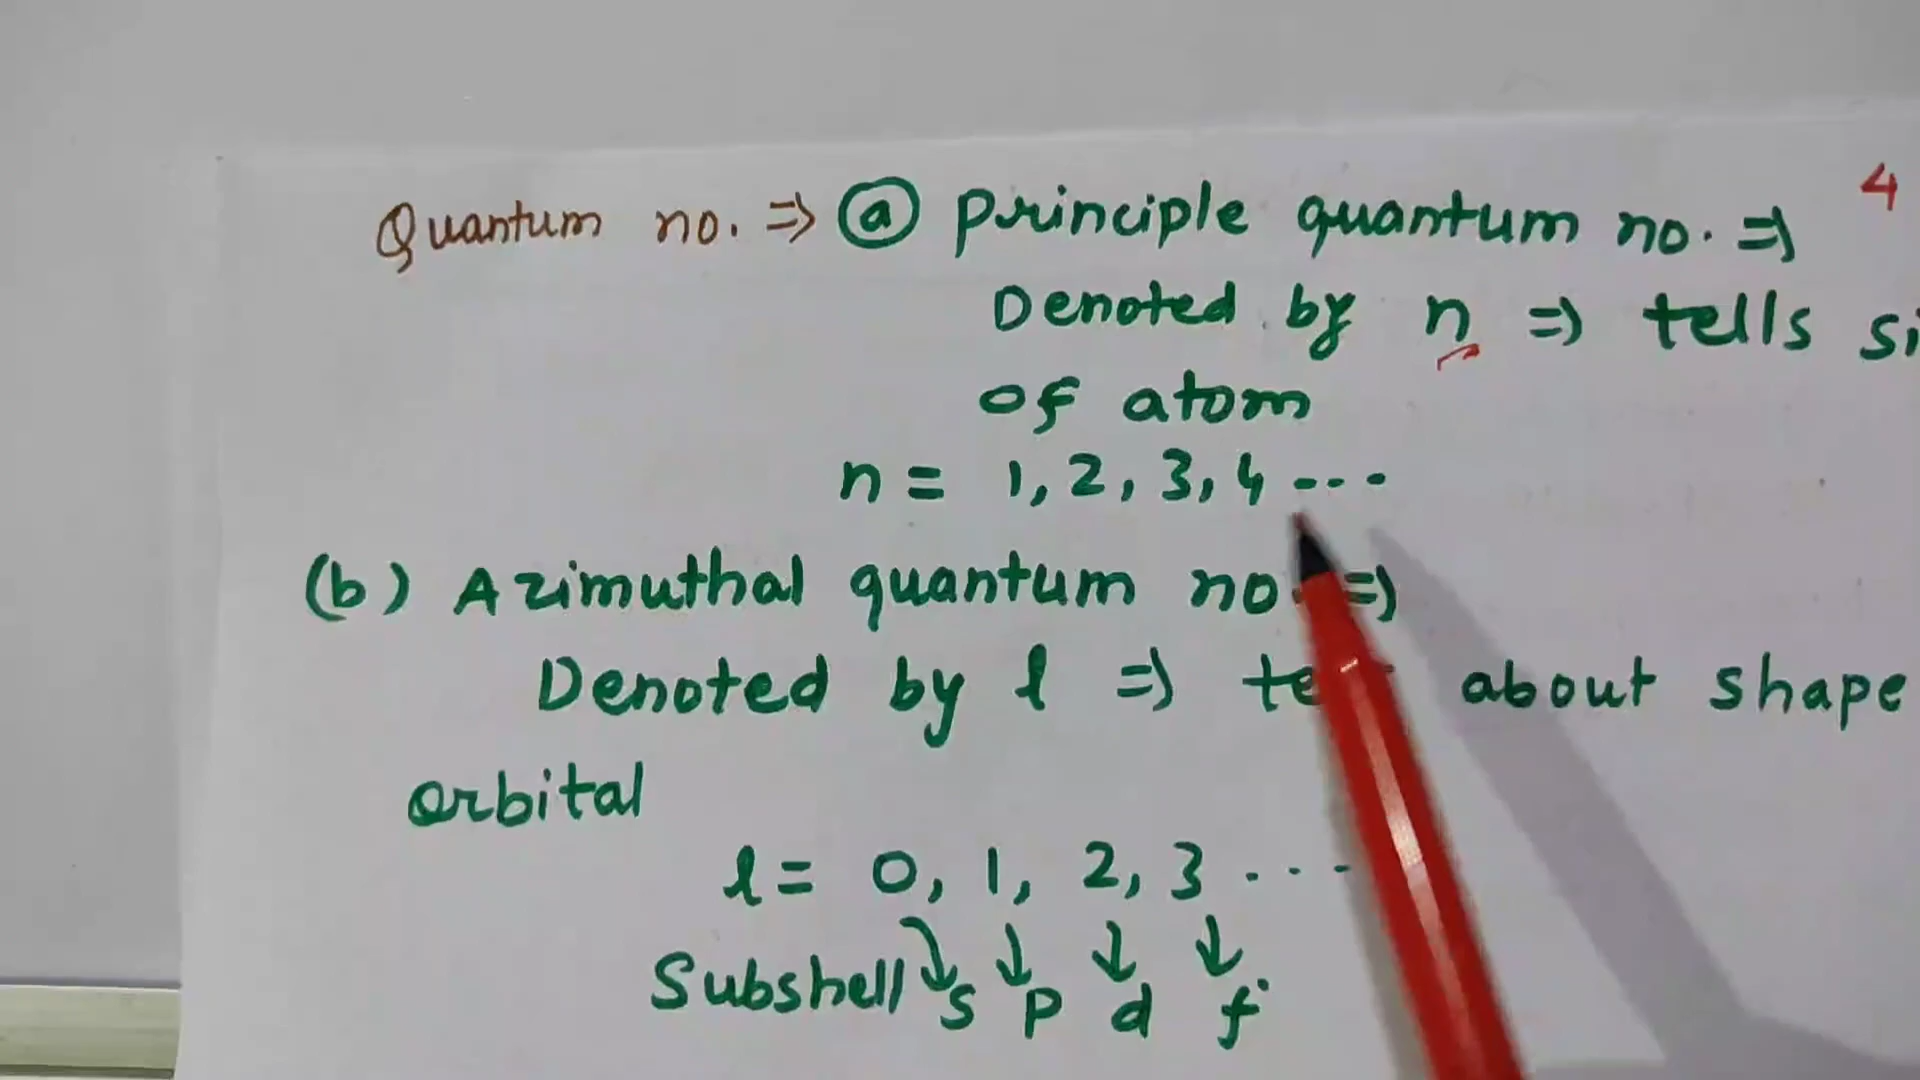 4
Quantum no. ⇒ (a) Principle quantum no. ⇒
Denoted by n ⇒ tells
of atom
n = 1, 2, 3, 4 ---
(b) Azimuthal quantum no. ⇒
Denoted by l ⇒ about shape
orbital
l = 0, 1, 2, 3 ....
↓ ↓ ↓ ↓
Subshell s p d f